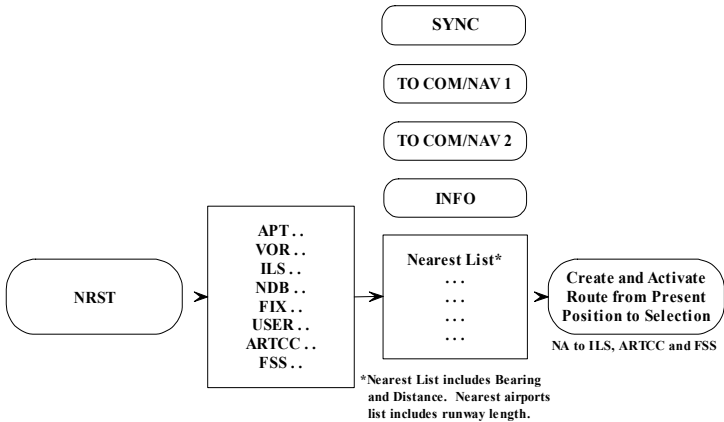 SYNC
TO COM/NAV 1
TO COM/NAV 2
INFO
NRST
APT . .
VOR . .
ILS . .
NDB . .
FIX . .
USER . .
ARTCC . .
FSS . .
Nearest List*
. . .
. . .
. . .
. . .
Create and Activate
Route from Present
Position to Selection
NA to ILS, ARTCC and FSS
*Nearest List includes Bearing
and Distance. Nearest airports
list includes runway length.